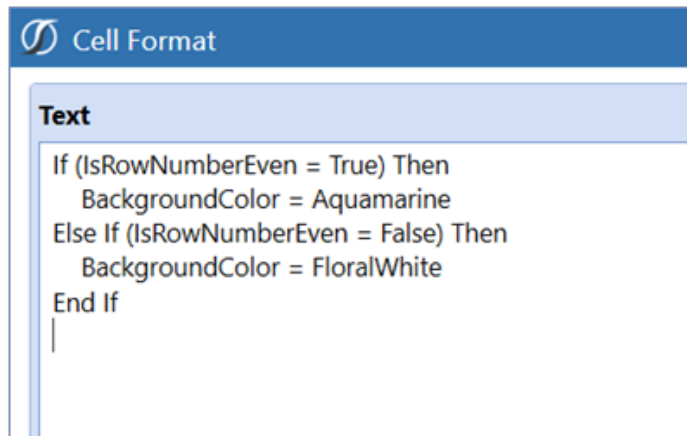 Cell Format
Text
If (IsRowNumberEven = True) Then
BackgroundColor = Aquamarine
Else If (IsRowNumberEven = False) Then
BackgroundColor = FloralWhite
End If